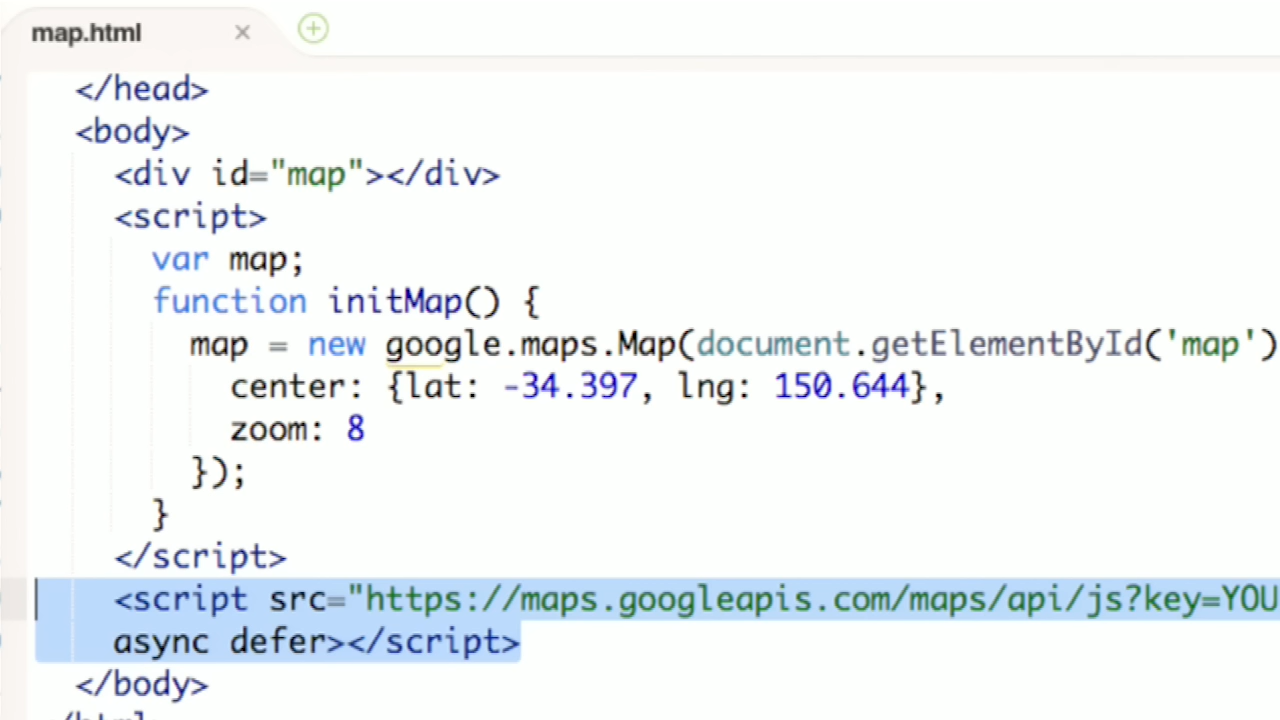 map.html
</head>
<body>
<div id="map"></div>
<script>
var map;
function initMap() {
map = new google.maps.Map(document.getElementById('map')
center: {lat: -34.397, lng: 150.644},
zoom: 8
});
}
</script>
<script src="https://maps.googleapis.com/maps/api/js?key=YOU
async defer></script>
</body>